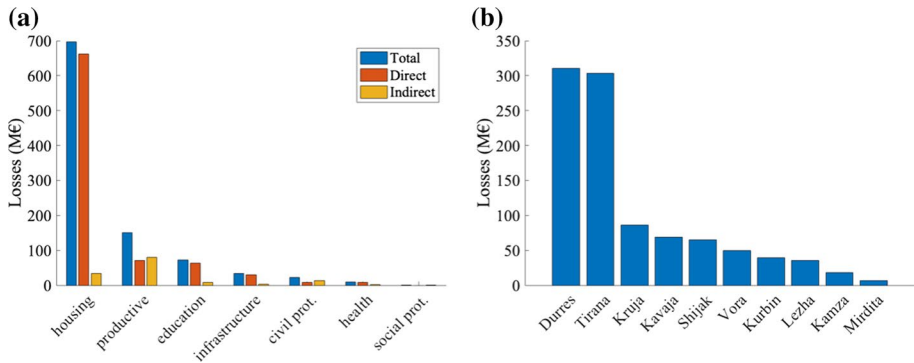 (a)
Losses (M€)
700
600
500
400
300
200
100
0
Total
Direct
Indirect
housing
productive
education
infrastructure
civil prot.
health
social prot.
(b)
Losses (M€)
350
300
250
200
150
100
50
0
Durres
Tirana
Kruja
Kavaja
Shijak
Vora
Kurbin
Lezha
Kamza
Mirdita